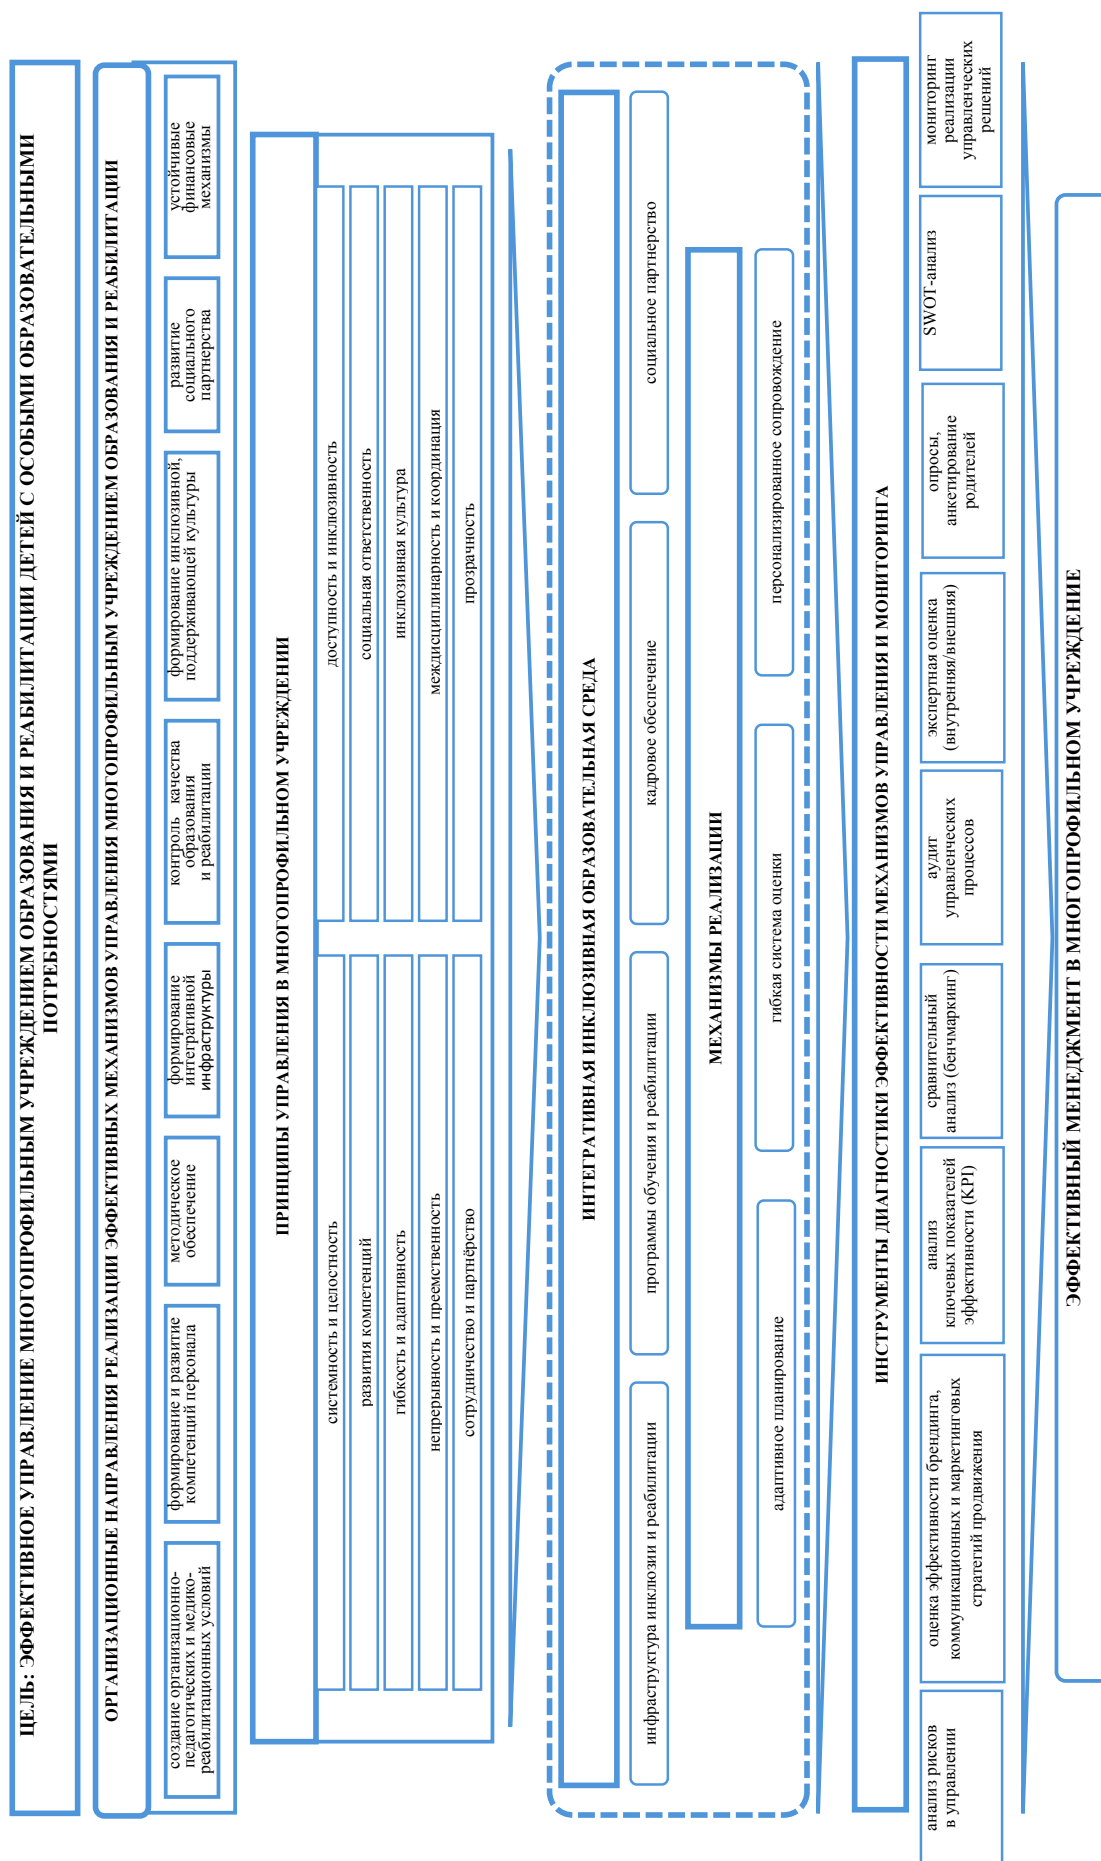 ЦЕЛЬ: ЭФФЕКТИВНОЕ УПРАВЛЕНИЕ МНОГОПРОФИЛЬНЫМ УЧРЕЖДЕНИЕМ ОБРАЗОВАНИЯ И РЕАБИЛИТАЦИИ ДЕТЕЙ С ОСОБЫМИ ОБРАЗОВАТЕЛЬНЫМИ
ПОТРЕБНОСТЯМИ
ОРГАНИЗАЦИОННЫЕ НАПРАВЛЕНИЯ РЕАЛИЗАЦИИ ЭФФЕКТИВНЫХ МЕХАНИЗМОВ УПРАВЛЕНИЯ МНОГОПРОФИЛЬНЫМ УЧРЕЖДЕНИЕМ ОБРАЗОВАНИЯ И РЕАБИЛИТАЦИИ
создание организационно-
педагогических и медико-
реабилитационных условий
формирование и развитие
компетенций персонала
методическое
обеспечение
формирование
интегративной
инфраструктуры
контроль качества
образования
и реабилитации
формирование инклюзивной,
поддерживающей культуры
развитие
социального
партнерства
устойчивые
финансовые
механизмы
ПРИНЦИПЫ УПРАВЛЕНИЯ В МНОГОПРОФИЛЬНОМ УЧРЕЖДЕНИИ
системность и целостность
доступность и инклюзивность
развития компетенций
социальная ответственность
гибкость и адаптивность
инклюзивная культура
непрерывность и преемственность
междисциплинарность и координация
сотрудничество и партнёрство
прозрачность
ИНТЕГРАТИВНАЯ ИНКЛЮЗИВНАЯ ОБРАЗОВАТЕЛЬНАЯ СРЕДА
инфраструктура инклюзии и реабилитации
программы обучения и реабилитации
кадровое обеспечение
социальное партнерство
МЕХАНИЗМЫ РЕАЛИЗАЦИИ
адаптивное планирование
гибкая система оценки
персонализированное сопровождение
ИНСТРУМЕНТЫ ДИАГНОСТИКИ ЭФФЕКТИВНОСТИ МЕХАНИЗМОВ УПРАВЛЕНИЯ И МОНИТОРИНГА
анализ рисков
в управлении
оценка эффективности брендинга,
коммуникационных и маркетинговых
стратегий продвижения
анализ
ключевых показателей
эффективности (KPI)
сравнительный
анализ (бенчмаркинг)
аудит
управленческих
процессов
экспертная оценка
(внутренняя/внешняя)
опросы,
анкетирование
родителей
SWOT-анализ
мониторинг
реализации
управленческих
решений
ЭФФЕКТИВНЫЙ МЕНЕДЖМЕНТ В МНОГОПРОФИЛЬНОМ УЧРЕЖДЕНИЕ